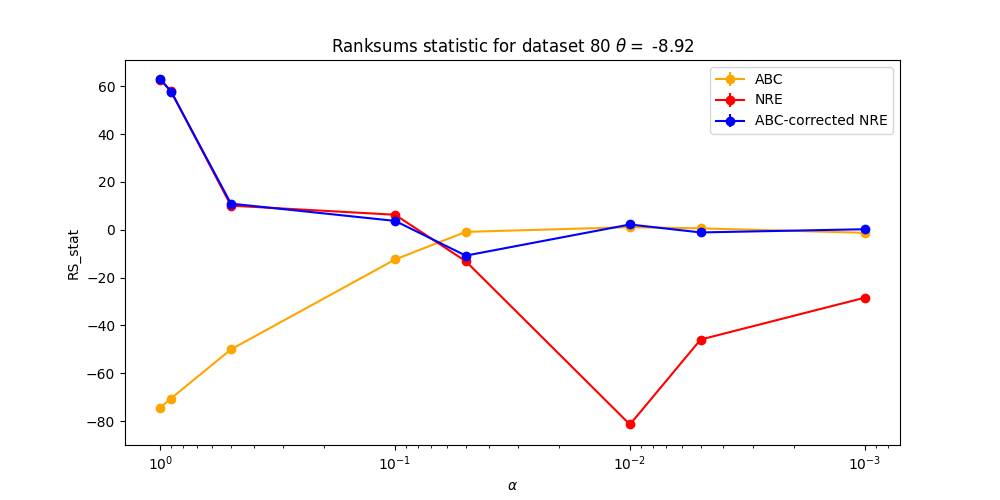 Ranksums statistic for dataset 80 θ = -8.92
ABC
NRE
ABC-corrected NRE
RS_stat
60
40
20
0
−20
−40
−60
−80
10⁰
10⁻¹
10⁻²
10⁻³
α